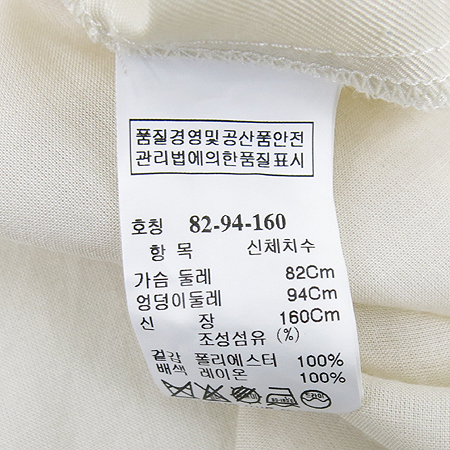 품질경영및공산품안전
관리법에의한품질표시
호칭 82-94-160
항 목 신체치수
가슴 둘레 82Cm
엉덩이둘레 94Cm
신 장 160Cm
조성섬유 (%)
겉감 폴리에스터 100%
배색 레이온 100%